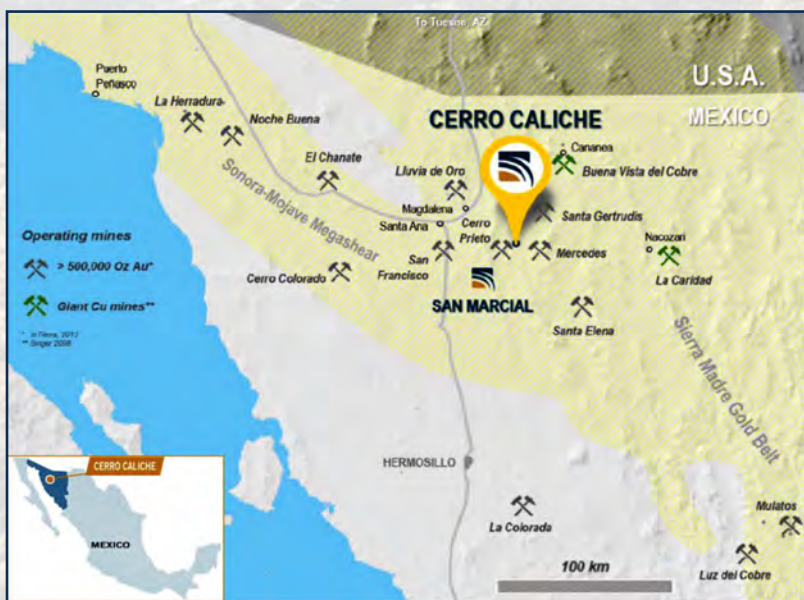 To Tucson, AZ
U.S.A.
MEXICO
Puerto
Peñasco
La Herradura
Noche Buena
El Chanate
CERRO CALICHE
Cananea
Buena Vista del Cobre
Lluvia de Oro
Magdalena
Santa Ana
Cerro
Prieto
Santa Gertrudis
Mercedes
Nacozari
La Caridad
San
Francisco
Cerro Colorado
Sonora-Mojave Megashear
SAN MARCIAL
Santa Elena
Sierra Madre Gold Belt
Operating mines
> 500,000 Oz Au*
Giant Cu mines**
** Singer 2008
HERMOSILLO
La Colorada
Mulatos
Luz del Cobre
100 km
CERRO CALICHE
MEXICO